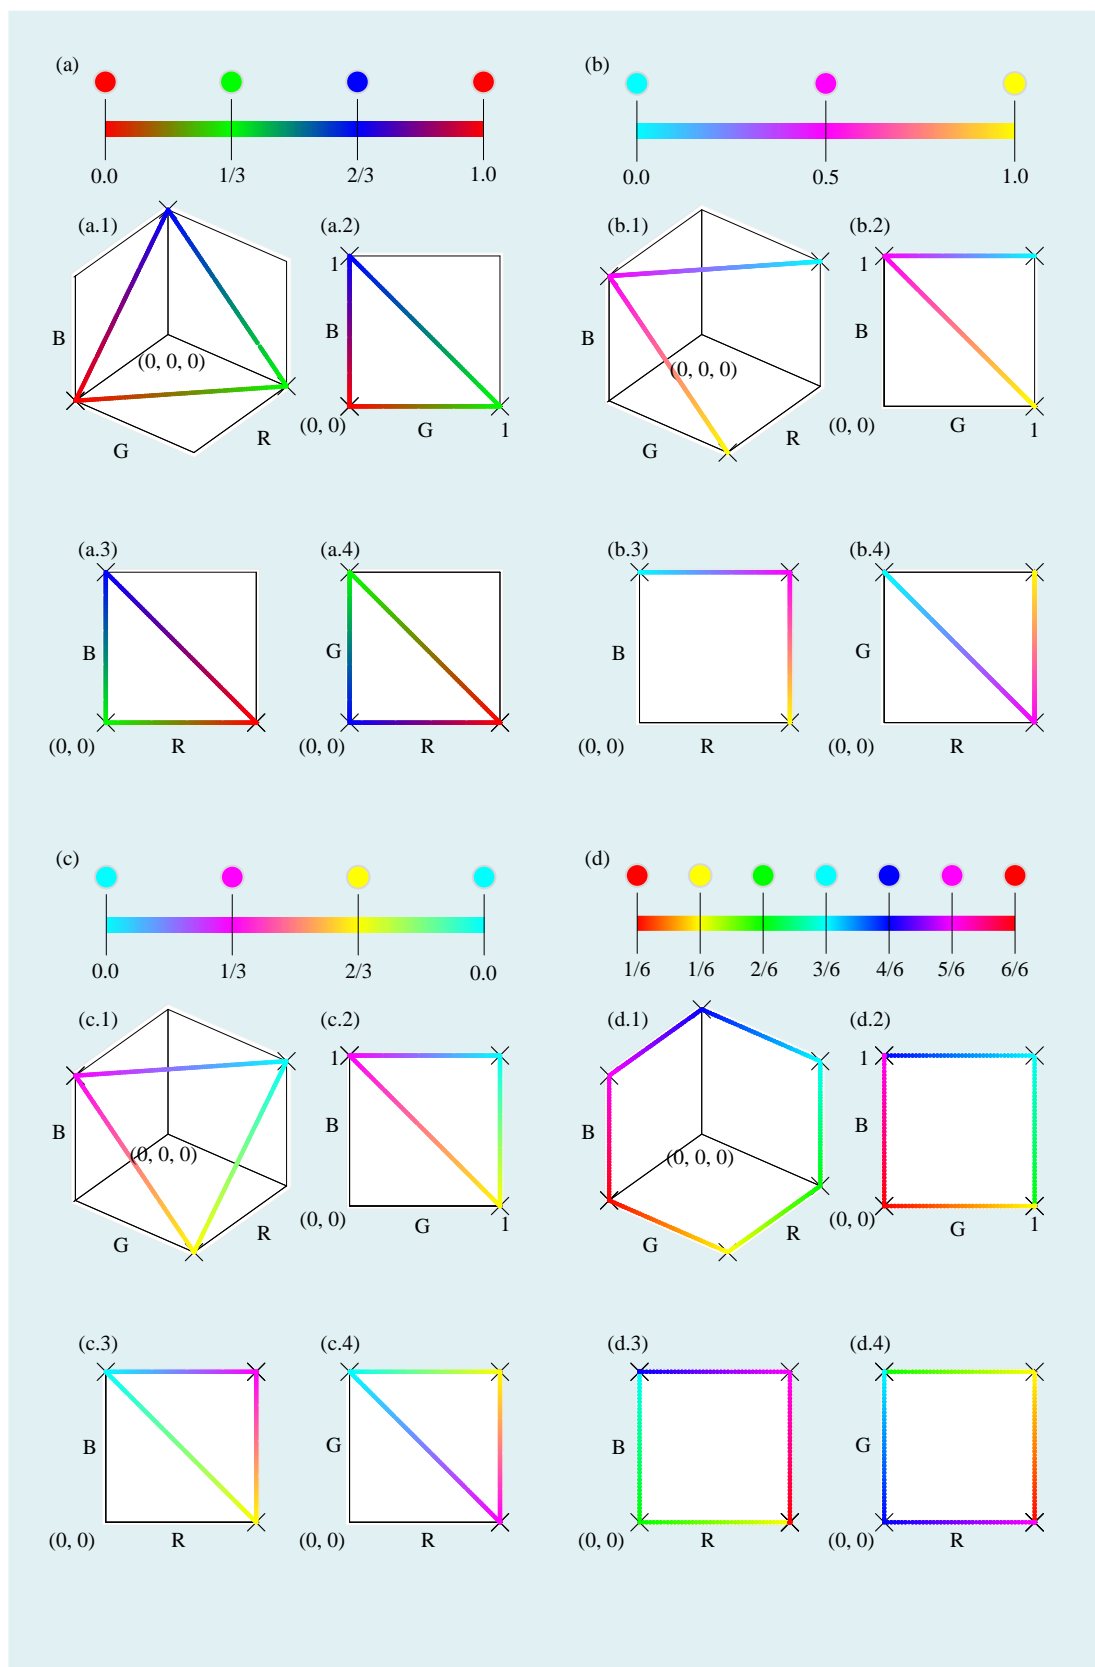 (a)
0.0 1/3 2/3 1.0
(a.1)
B
(0, 0, 0)
G
R
(a.2)
1
B
(0, 0)
G
1
(a.3)
B
(0, 0)
R
(a.4)
G
(0, 0)
R
(b)
0.0 0.5 1.0
(b.1)
B
(0, 0, 0)
G
R
(b.2)
1
B
(0, 0)
G
1
(b.3)
B
(0, 0)
R
(b.4)
G
(0, 0)
R
(c)
0.0 1/3 2/3 0.0
(c.1)
B
(0, 0, 0)
G
R
(c.2)
1
B
(0, 0)
G
1
(c.3)
B
(0, 0)
R
(c.4)
G
(0, 0)
R
(d)
1/6 1/6 2/6 3/6 4/6 5/6 6/6
(d.1)
B
(0, 0, 0)
G
R
(d.2)
1
B
(0, 0)
G
1
(d.3)
B
(0, 0)
R
(d.4)
G
(0, 0)
R